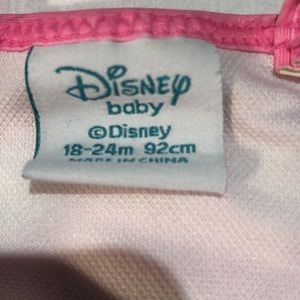 Disney
baby
©Disney
18-24m 92cm
MADE IN CHINA